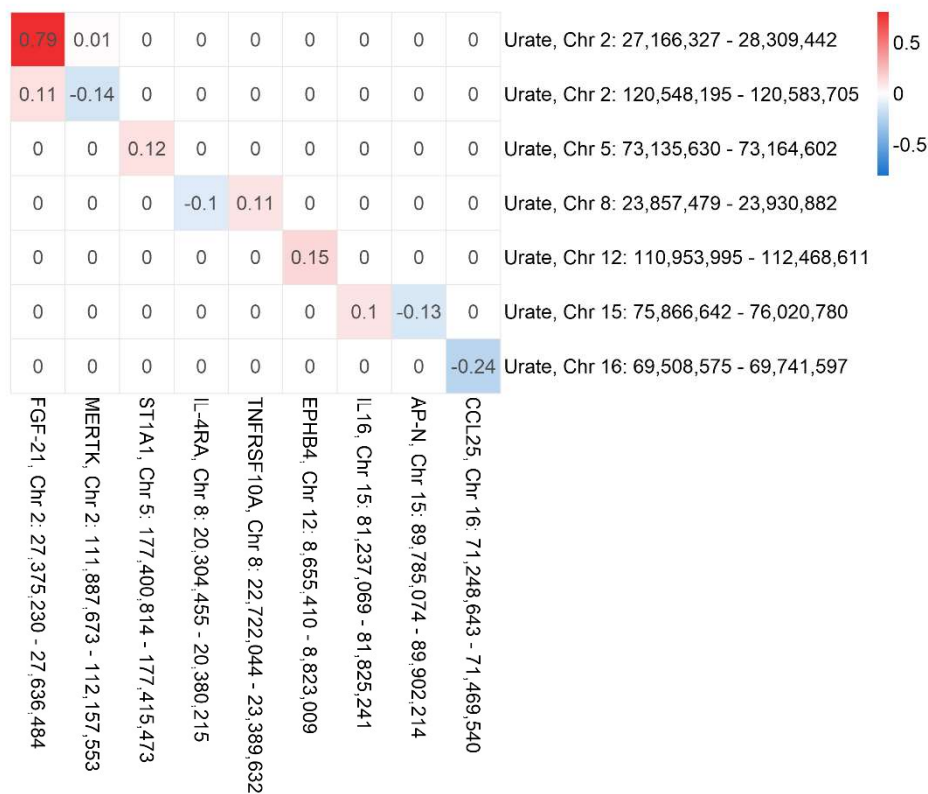 0.79 0.01 0 0 0 0 0 0 0 Urate, Chr 2: 27,166,327 - 28,309,442
0.11 -0.14 0 0 0 0 0 0 0 Urate, Chr 2: 120,548,195 - 120,583,705
0 0 0.12 0 0 0 0 0 0 Urate, Chr 5: 73,135,630 - 73,164,602
0 0 0 -0.1 0.11 0 0 0 0 Urate, Chr 8: 23,857,479 - 23,930,882
0 0 0 0 0 0.15 0 0 0 Urate, Chr 12: 110,953,995 - 112,468,611
0 0 0 0 0 0 0.1 -0.13 0 Urate, Chr 15: 75,866,642 - 76,020,780
0 0 0 0 0 0 0 0 -0.24 Urate, Chr 16: 69,508,575 - 69,741,597
0.5
0
-0.5
FGF-21, Chr 2: 27,375,230 - 27,636,484
MERTK, Chr 2: 111,887,673 - 112,157,553
ST1A1, Chr 5: 177,400,814 - 177,415,473
IL-4RA, Chr 8: 20,304,455 - 20,380,215
TNFRSF10A, Chr 8: 22,722,044 - 23,389,632
EPHB4, Chr 12: 8,655,410 - 8,823,009
IL16, Chr 15: 81,237,069 - 81,825,241
AP-N, Chr 15: 89,785,074 - 89,902,214
CCL25, Chr 16: 71,248,643 - 71,469,540